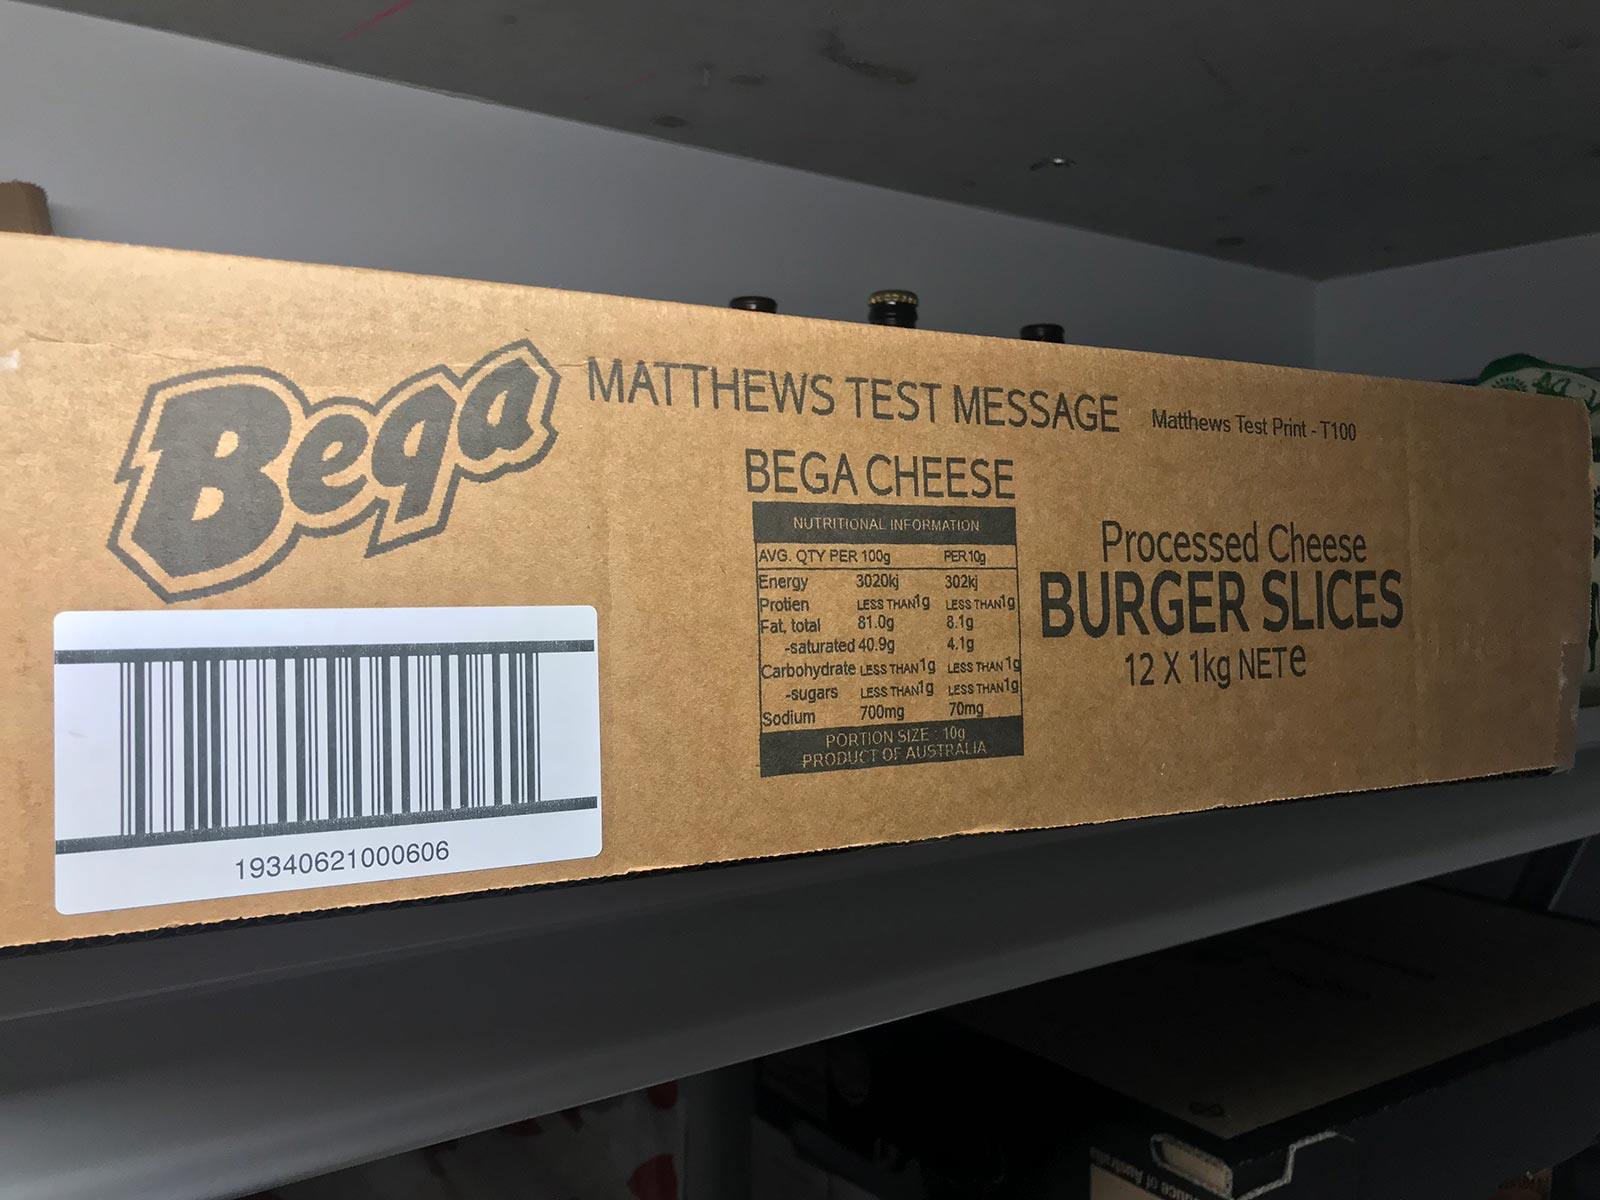 Bega
MATTHEWS TEST MESSAGE
Matthews Test Print - T100
BEGA CHEESE
NUTRITIONAL INFORMATION
AVG. QTY PER 100g PER 10g
Energy 3020kj 302kj
Protien LESS THAN 1g LESS THAN 1g
Fat, total 81.0g 8.1g
-saturated 40.9g 4.1g
Carbohydrate LESS THAN 1g LESS THAN 1g
-sugars LESS THAN 1g LESS THAN 1g
Sodium 700mg 70mg
PORTION SIZE : 10g
PRODUCT OF AUSTRALIA
Processed Cheese
BURGER SLICES
12 X 1kg NETe
19340621000606
uce of Australia